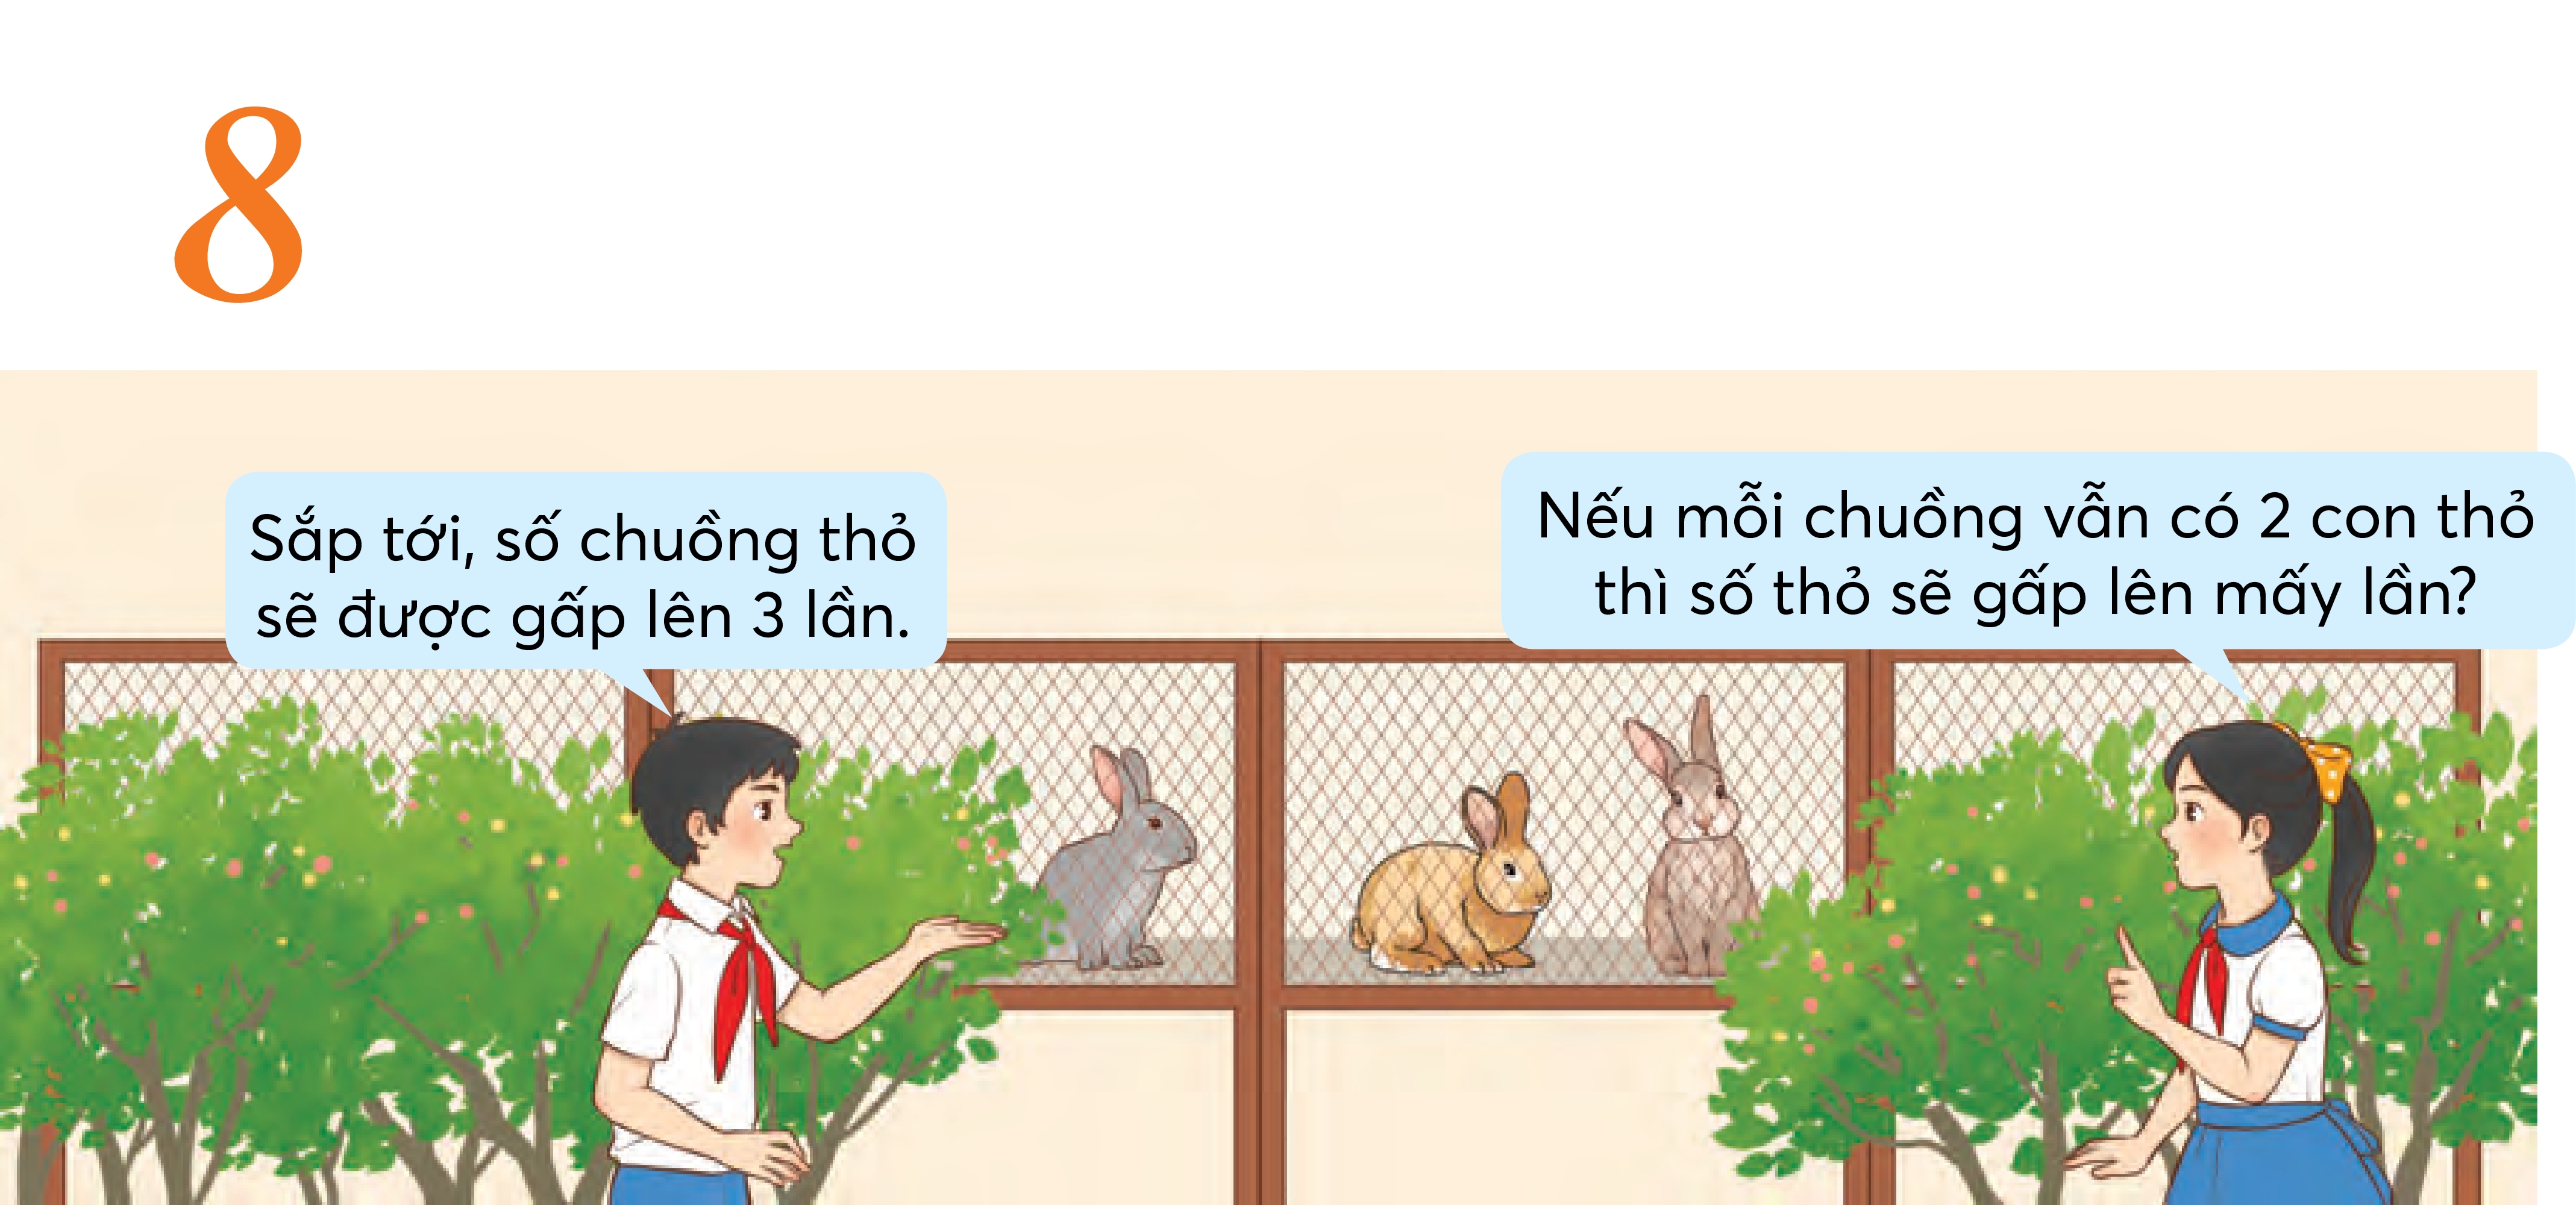 8
Sắp tới, số chuồng thỏ
sẽ được gấp lên 3 lần.
Nếu mỗi chuồng vẫn có 2 con thỏ
thì số thỏ sẽ gấp lên mấy lần?